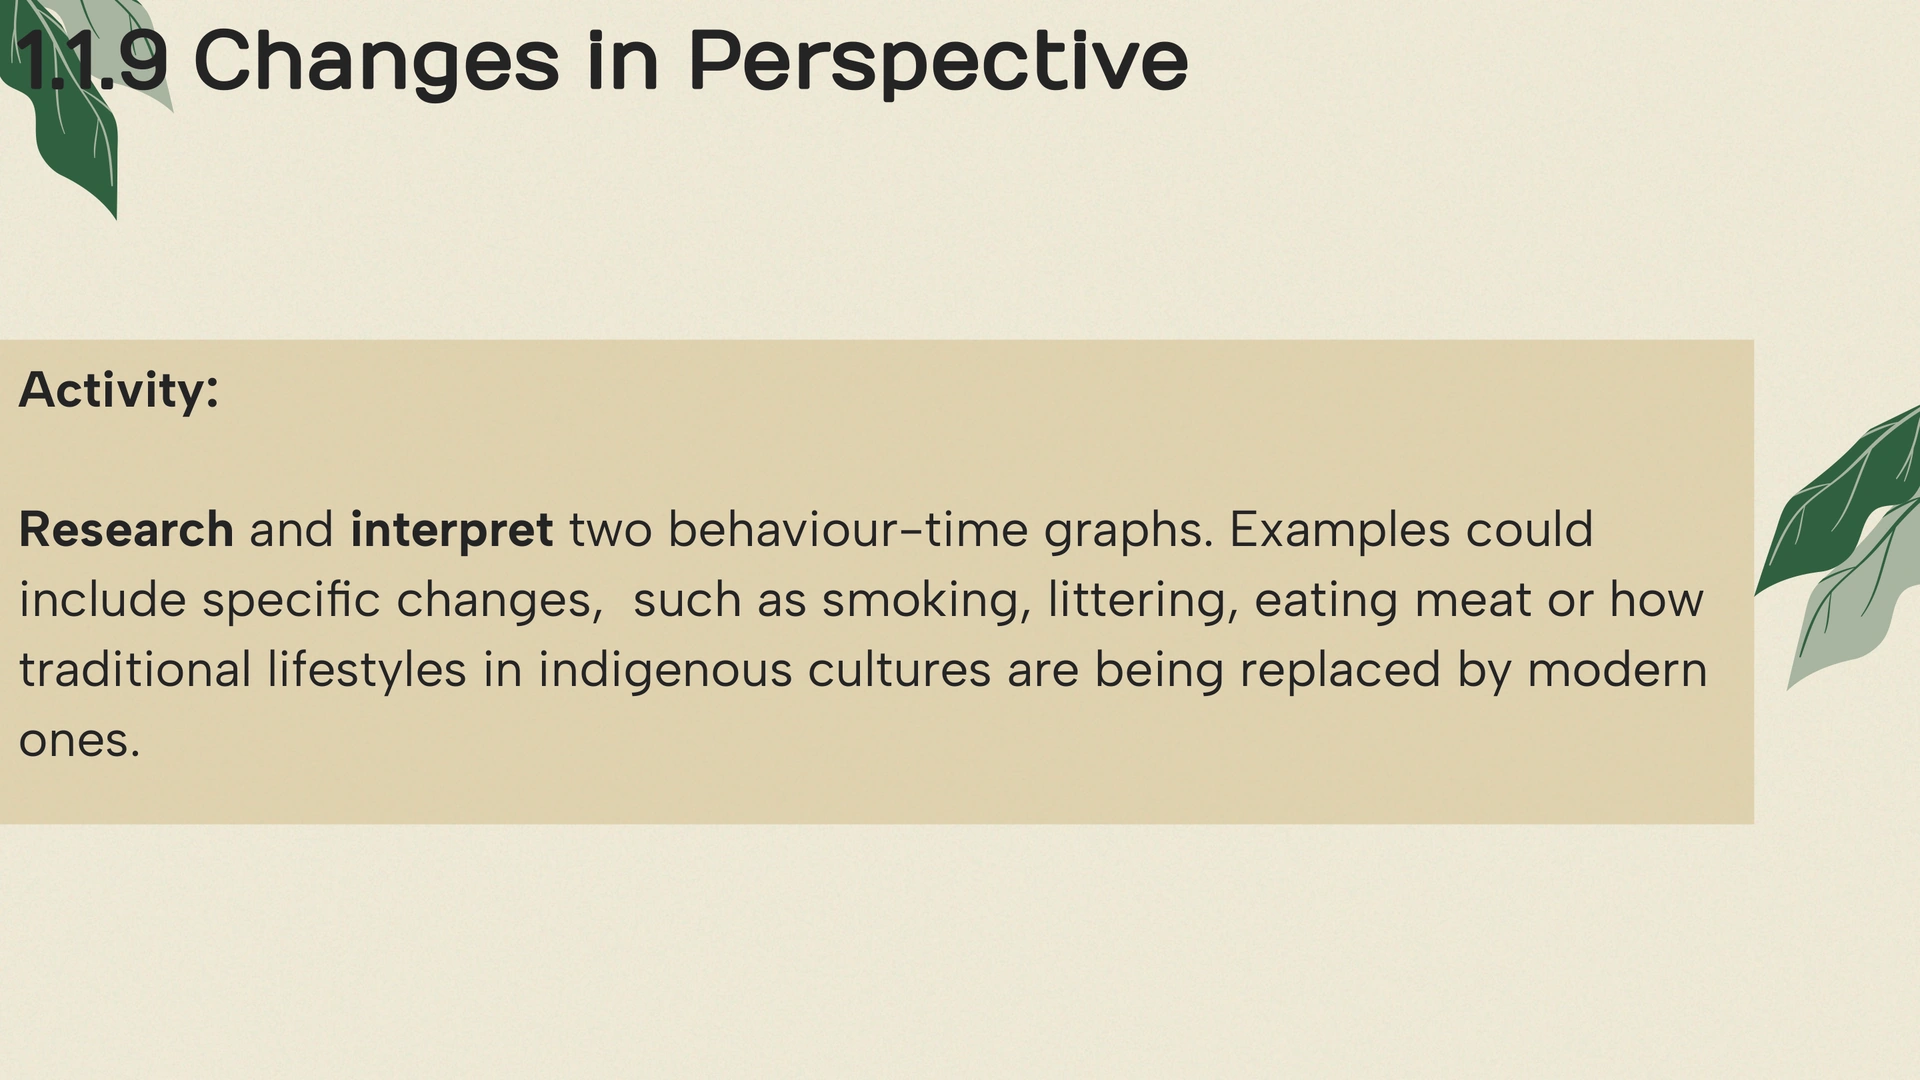 1.1.9 Changes in Perspective
Activity:
Research and interpret two behaviour-time graphs. Examples could
include specific changes,  such as smoking, littering, eating meat or how
traditional lifestyles in indigenous cultures are being replaced by modern
ones.